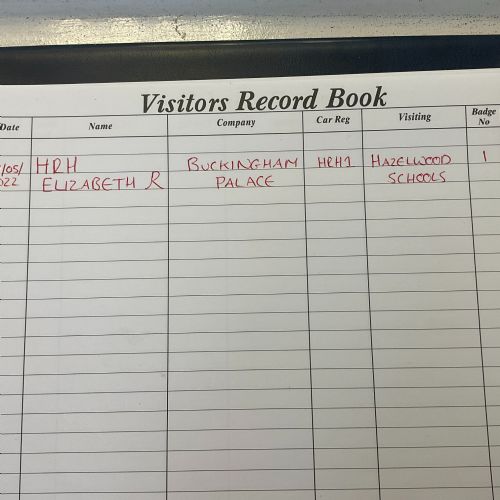 Visitors Record Book
Date Name Company Car Reg Visiting Badge No
/05/ HRH BUCKINGHAM HRH1 HAZELWOOD 1
022 ELIZABETH R PALACE SCHOOLS